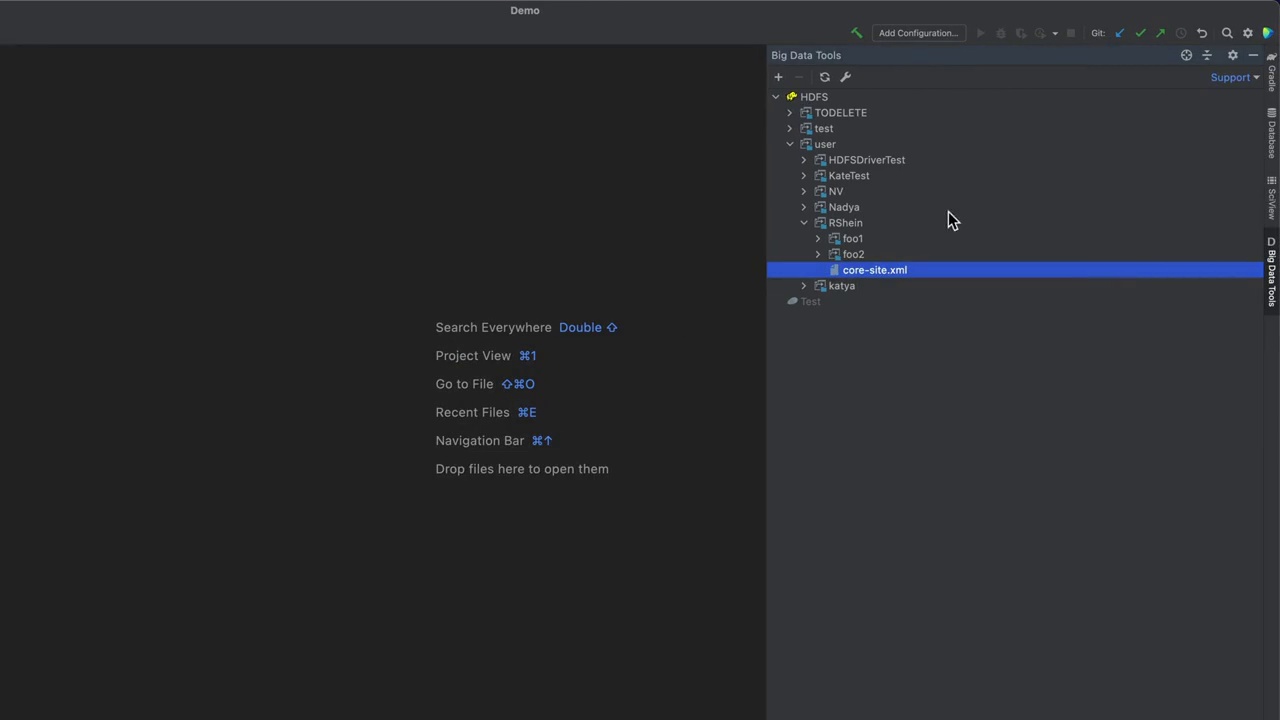 Demo
Add Configuration...
Git:
Big Data Tools
Support
HDFS
TODELETE
test
user
HDFSDriverTest
KateTest
NV
Nadya
RShein
foo1
foo2
core-site.xml
katya
Test
Search Everywhere Double ⇧
Project View ⌘1
Go to File ⇧⌘O
Recent Files ⌘E
Navigation Bar ⌘↑
Drop files here to open them
Gradle
Database
SciView
D Big Data Tools